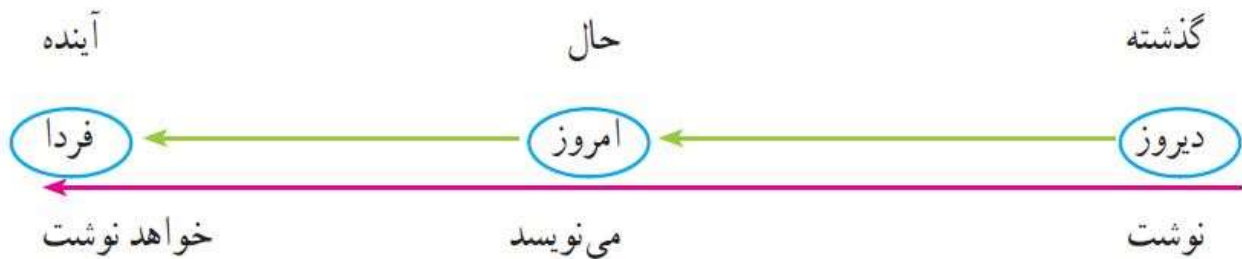 گذشته حال آینده
دیروز امروز فردا
نوشت می‌نویسد خواهد نوشت